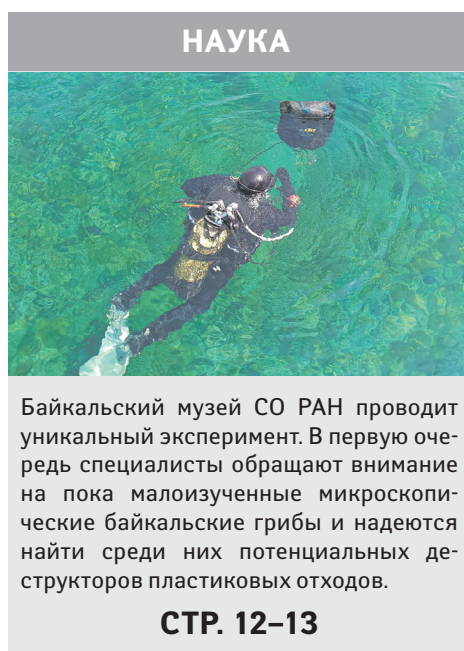 НАУКА
Байкальский музей СО РАН проводит
уникальный эксперимент. В первую оче-
редь специалисты обращают внимание
на пока малоизученные микроскопи-
ческие байкальские грибы и надеются
найти среди них потенциальных де-
структоров пластиковых отходов.
СТР. 12–13